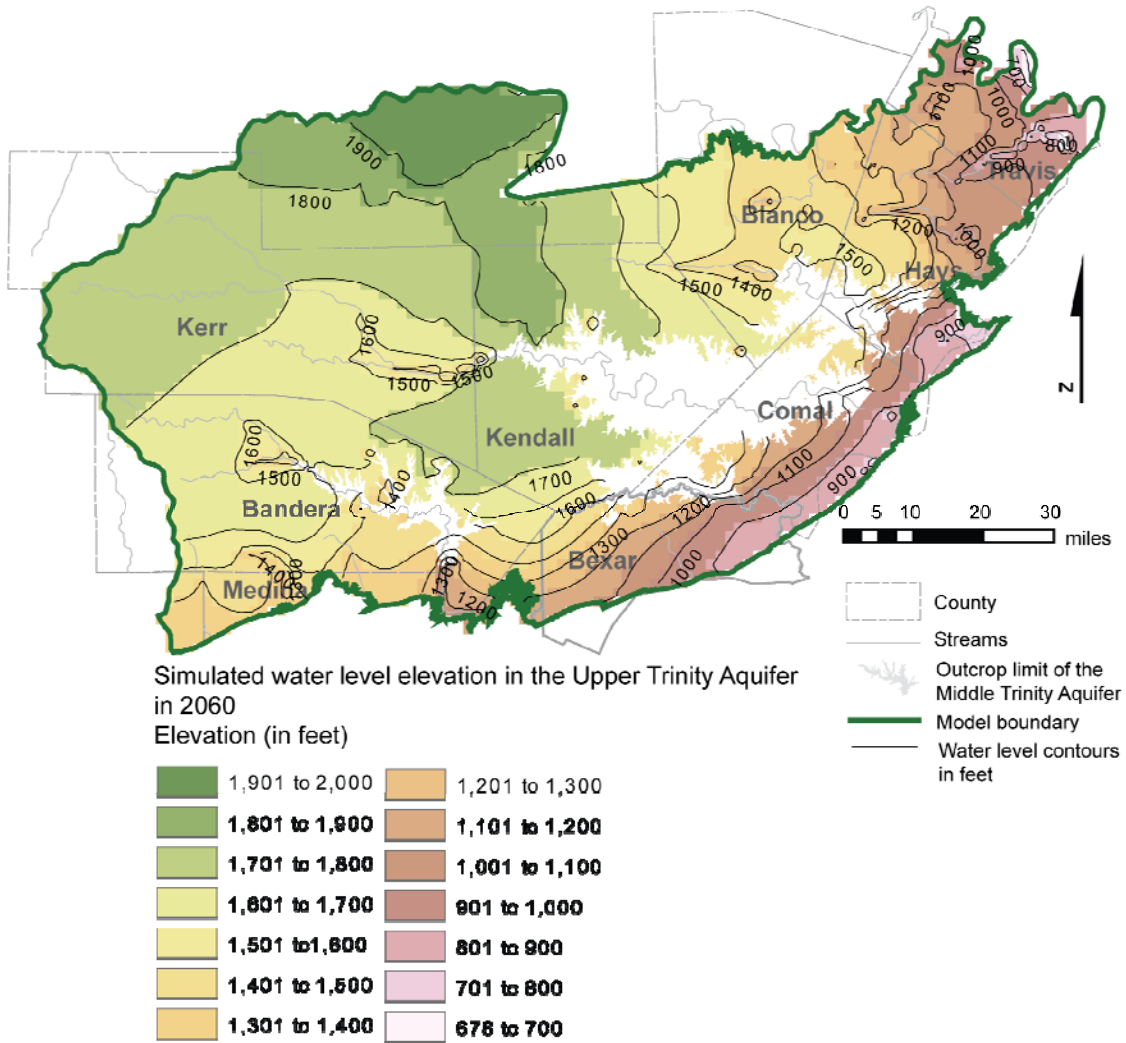 1000
700
1100
1000
1900
1100
800
1800
900
Travis
1800
Blanco
1200
1000
1500
Hays
1500
1400
Kerr
1600
900
1500
1500
N
Comal
1600
Kendall
1100
1500
1400
1700
900
Bandera
1600
1200
0 5 10 20 30
miles
1300
Bexar
1000
1400
1300
1300
Medina
1200
County
Streams
Outcrop limit of the
Middle Trinity Aquifer
Model boundary
Water level contours
in feet
Simulated water level elevation in the Upper Trinity Aquifer
in 2060
Elevation (in feet)
1,901 to 2,000
1,801 to 1,900
1,701 to 1,800
1,601 to 1,700
1,501 to1,600
1,401 to 1,500
1,301 to 1,400
1,201 to 1,300
1,101 to 1,200
1,001 to 1,100
901 to 1,000
801 to 900
701 to 800
678 to 700